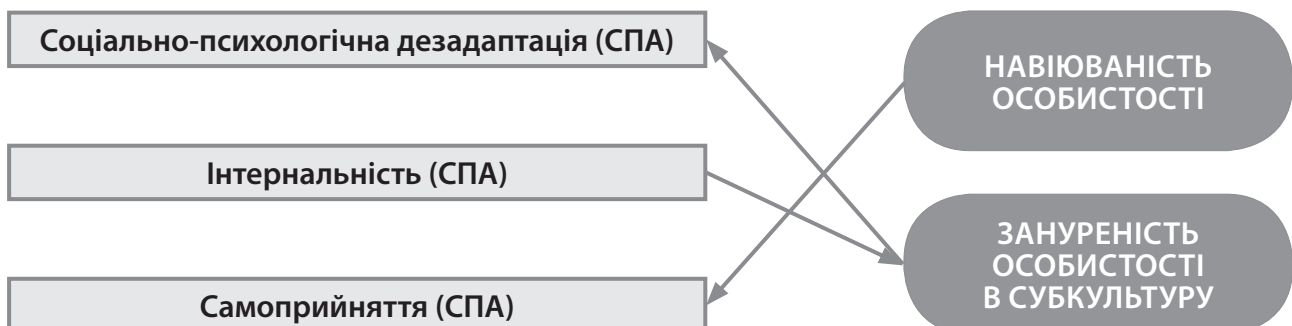 Соціально-психологічна дезадаптація (СПА)
Інтернальність (СПА)
Самоприйняття (СПА)
НАВІЮВАНІСТЬ
ОСОБИСТОСТІ
ЗАНУРЕНІСТЬ
ОСОБИСТОСТІ
В СУБКУЛЬТУРУ